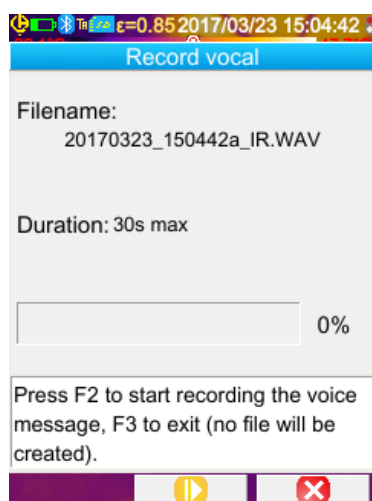 ε=0.85 2017/03/23 15:04:42
Record vocal
Filename:
20170323_150442a_IR.WAV
Duration: 30s max
0%
Press F2 to start recording the voice
message, F3 to exit (no file will be
created).